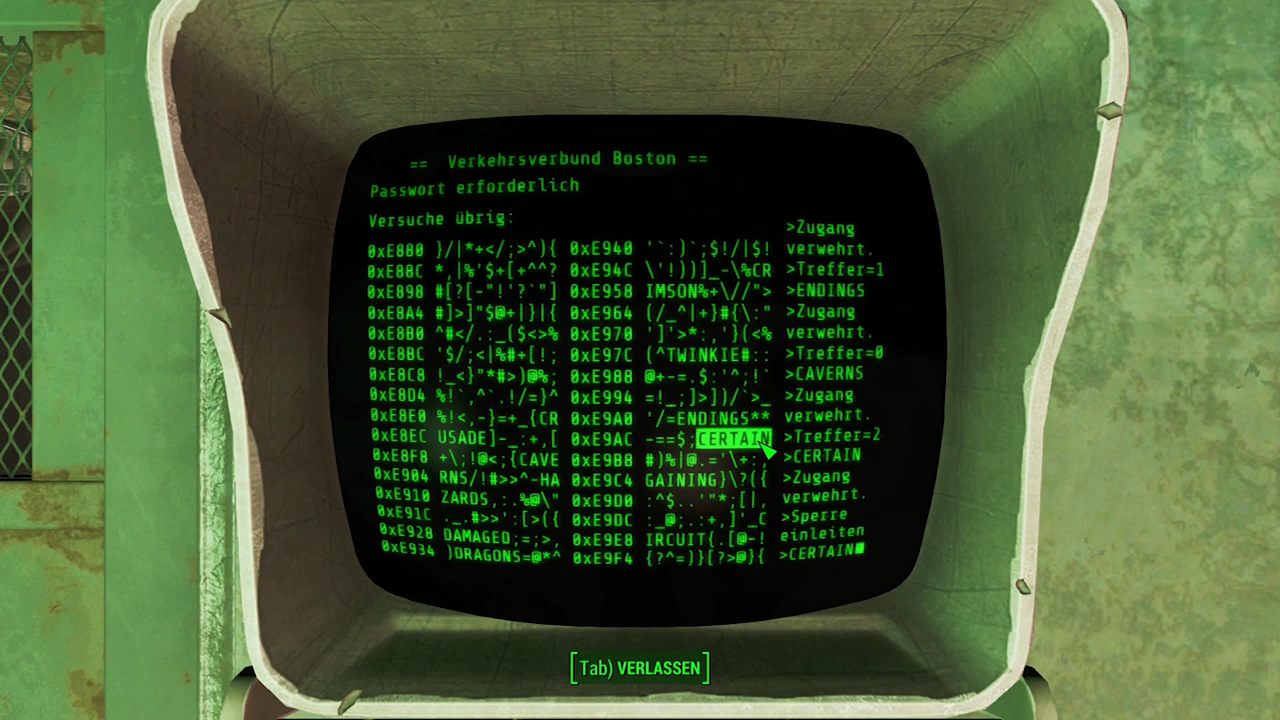 == Verkehrsverbund Boston ==
Passwort erforderlich
Versuche übrig:
0xE880 }/|*+</;>^){ 0xE940 '`:)`;$!/|$!
0xE88C *,|%'$+[+^^? 0xE94C \'!))]_-\%CR
0xE898 #[?[-"!'?`"] 0xE958 IMSON%+\//">
0xE8A4 #]>]"$@+|}|{ 0xE964 (/_^|+}#{\:"
0xE8B0 ^#</.:_($<>% 0xE970 ']'>*:,'}(<%
0xE8BC '$/;<|%#+[!; 0xE97C (^TWINKIE#::
0xE8C8 !_<}"*#>)@%; 0xE988 @+-=.$:'^;!`
0xE8D4 %!`,^`.!/=}^ 0xE994 =!_;]>])/`>_
0xE8E0 %!<,-}=+_{CR 0xE9A0 '/=ENDINGS**
0xE8EC USADE]-_:+,[ 0xE9AC -==$;CERTAIN
0xE8F8 +\;!@<;{CAVE 0xE9B8 #)%|@.='\+:,
0xE904 RNS/!#>>^-HA 0xE9C4 GAINING}\?({
0xE910 ZARDS,:.%@\" 0xE9D0 :^$..'"*;[|,
0xE91C ._.#>>':[>({ 0xE9DC :_@;.:+,]'_C
0xE928 DAMAGED;=;>, 0xE9E8 IRCUIT{.[@-!
0xE934 )DRAGONS=@*^ 0xE9F4 {?^=)}[?>@}{
>Zugang
verwehrt.
>Treffer=1
>ENDINGS
>Zugang
verwehrt.
>Treffer=0
>CAVERNS
>Zugang
verwehrt.
>Treffer=2
>CERTAIN
>Zugang
verwehrt.
>Sperre
einleiten
>CERTAIN
[Tab) VERLASSEN]